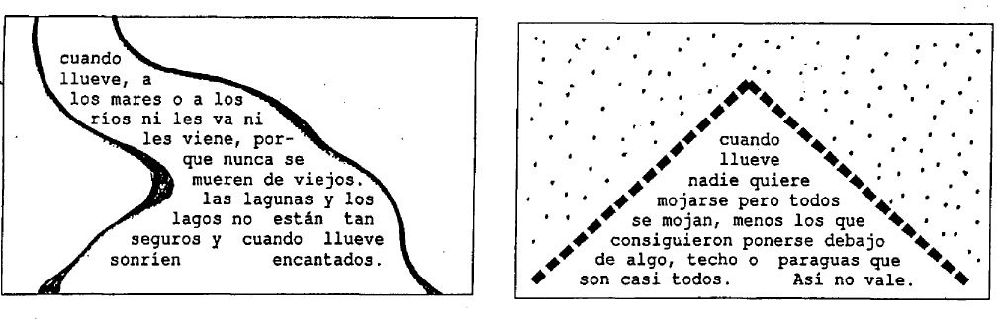 cuando
llueve, a
los mares o a los
ríos ni les va ni
les viene, por-
que nunca se
mueren de viejos.
las lagunas y los
lagos no están tan
seguros y cuando llueve
sonríen encantados.
cuando
llueve
nadie quiere
mojarse pero todos
se mojan, menos los que
consiguieron ponerse debajo
de algo, techo o paraguas que
son casi todos. Así no vale.